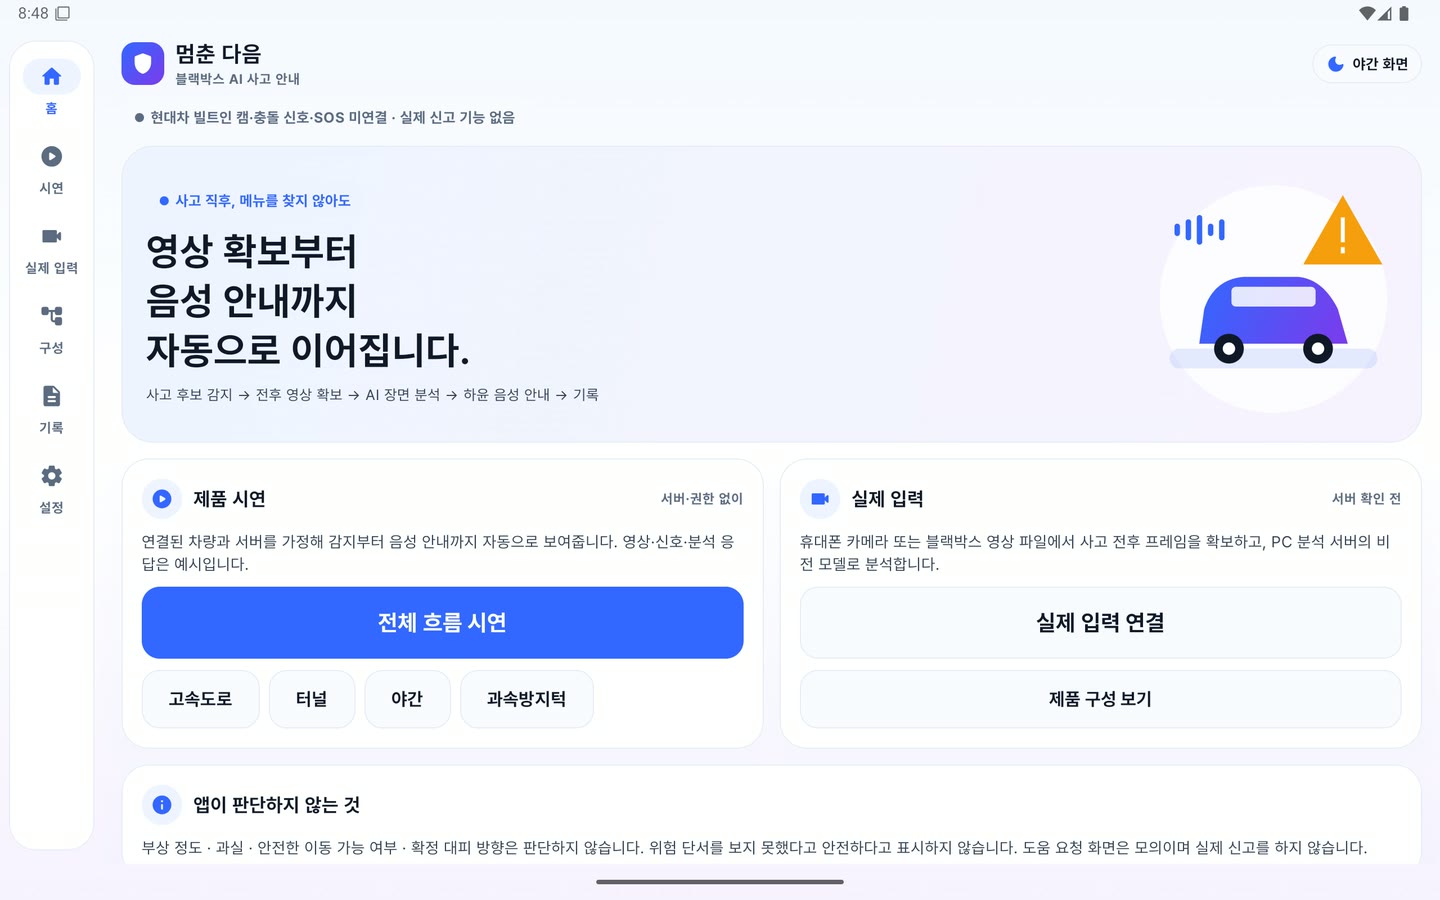 8:48
멈춘 다음
블랙박스 AI 사고 안내
야간 화면
현대차 빌트인 캠·충돌 신호·SOS 미연결 · 실제 신고 기능 없음
홈
시연
실제 입력
구성
기록
설정
사고 직후, 메뉴를 찾지 않아도
영상 확보부터
음성 안내까지
자동으로 이어집니다.
사고 후보 감지 → 전후 영상 확보 → AI 장면 분석 → 하윤 음성 안내 → 기록
제품 시연
서버·권한 없이
연결된 차량과 서버를 가정해 감지부터 음성 안내까지 자동으로 보여줍니다. 영상·신호·분석 응
답은 예시입니다.
전체 흐름 시연
고속도로
터널
야간
과속방지턱
실제 입력
서버 확인 전
휴대폰 카메라 또는 블랙박스 영상 파일에서 사고 전후 프레임을 확보하고, PC 분석 서버의 비
전 모델로 분석합니다.
실제 입력 연결
제품 구성 보기
앱이 판단하지 않는 것
부상 정도 · 과실 · 안전한 이동 가능 여부 · 확정 대피 방향은 판단하지 않습니다. 위험 단서를 보지 못했다고 안전하다고 표시하지 않습니다. 도움 요청 화면은 모의이며 실제 신고를 하지 않습니다.